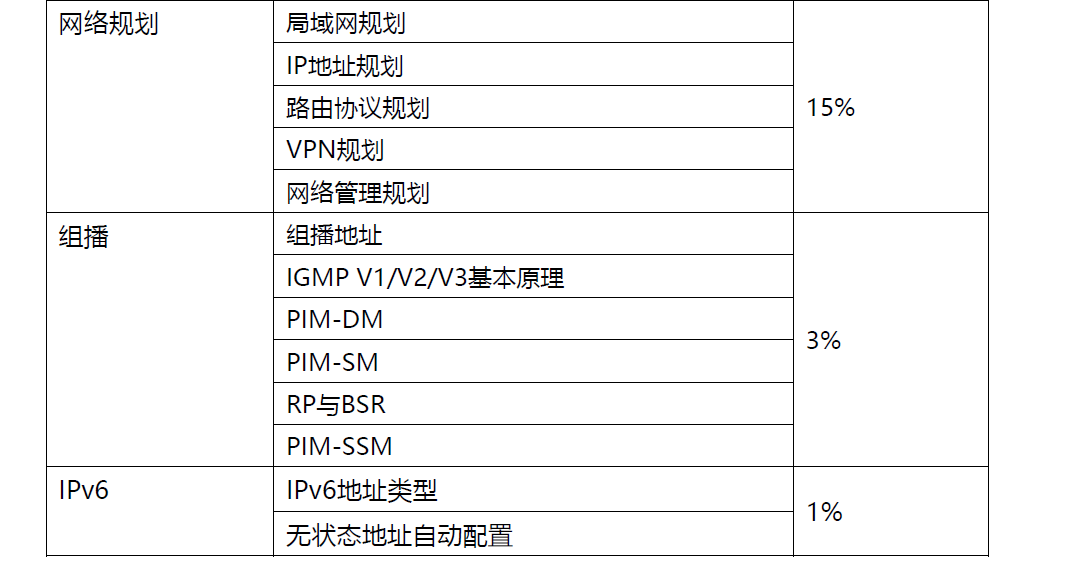 网络规划
局域网规划
IP地址规划
路由协议规划
VPN规划
网络管理规划
15%
组播
组播地址
IGMP V1/V2/V3基本原理
PIM-DM
PIM-SM
RP与BSR
PIM-SSM
3%
IPv6
IPv6地址类型
无状态地址自动配置
1%